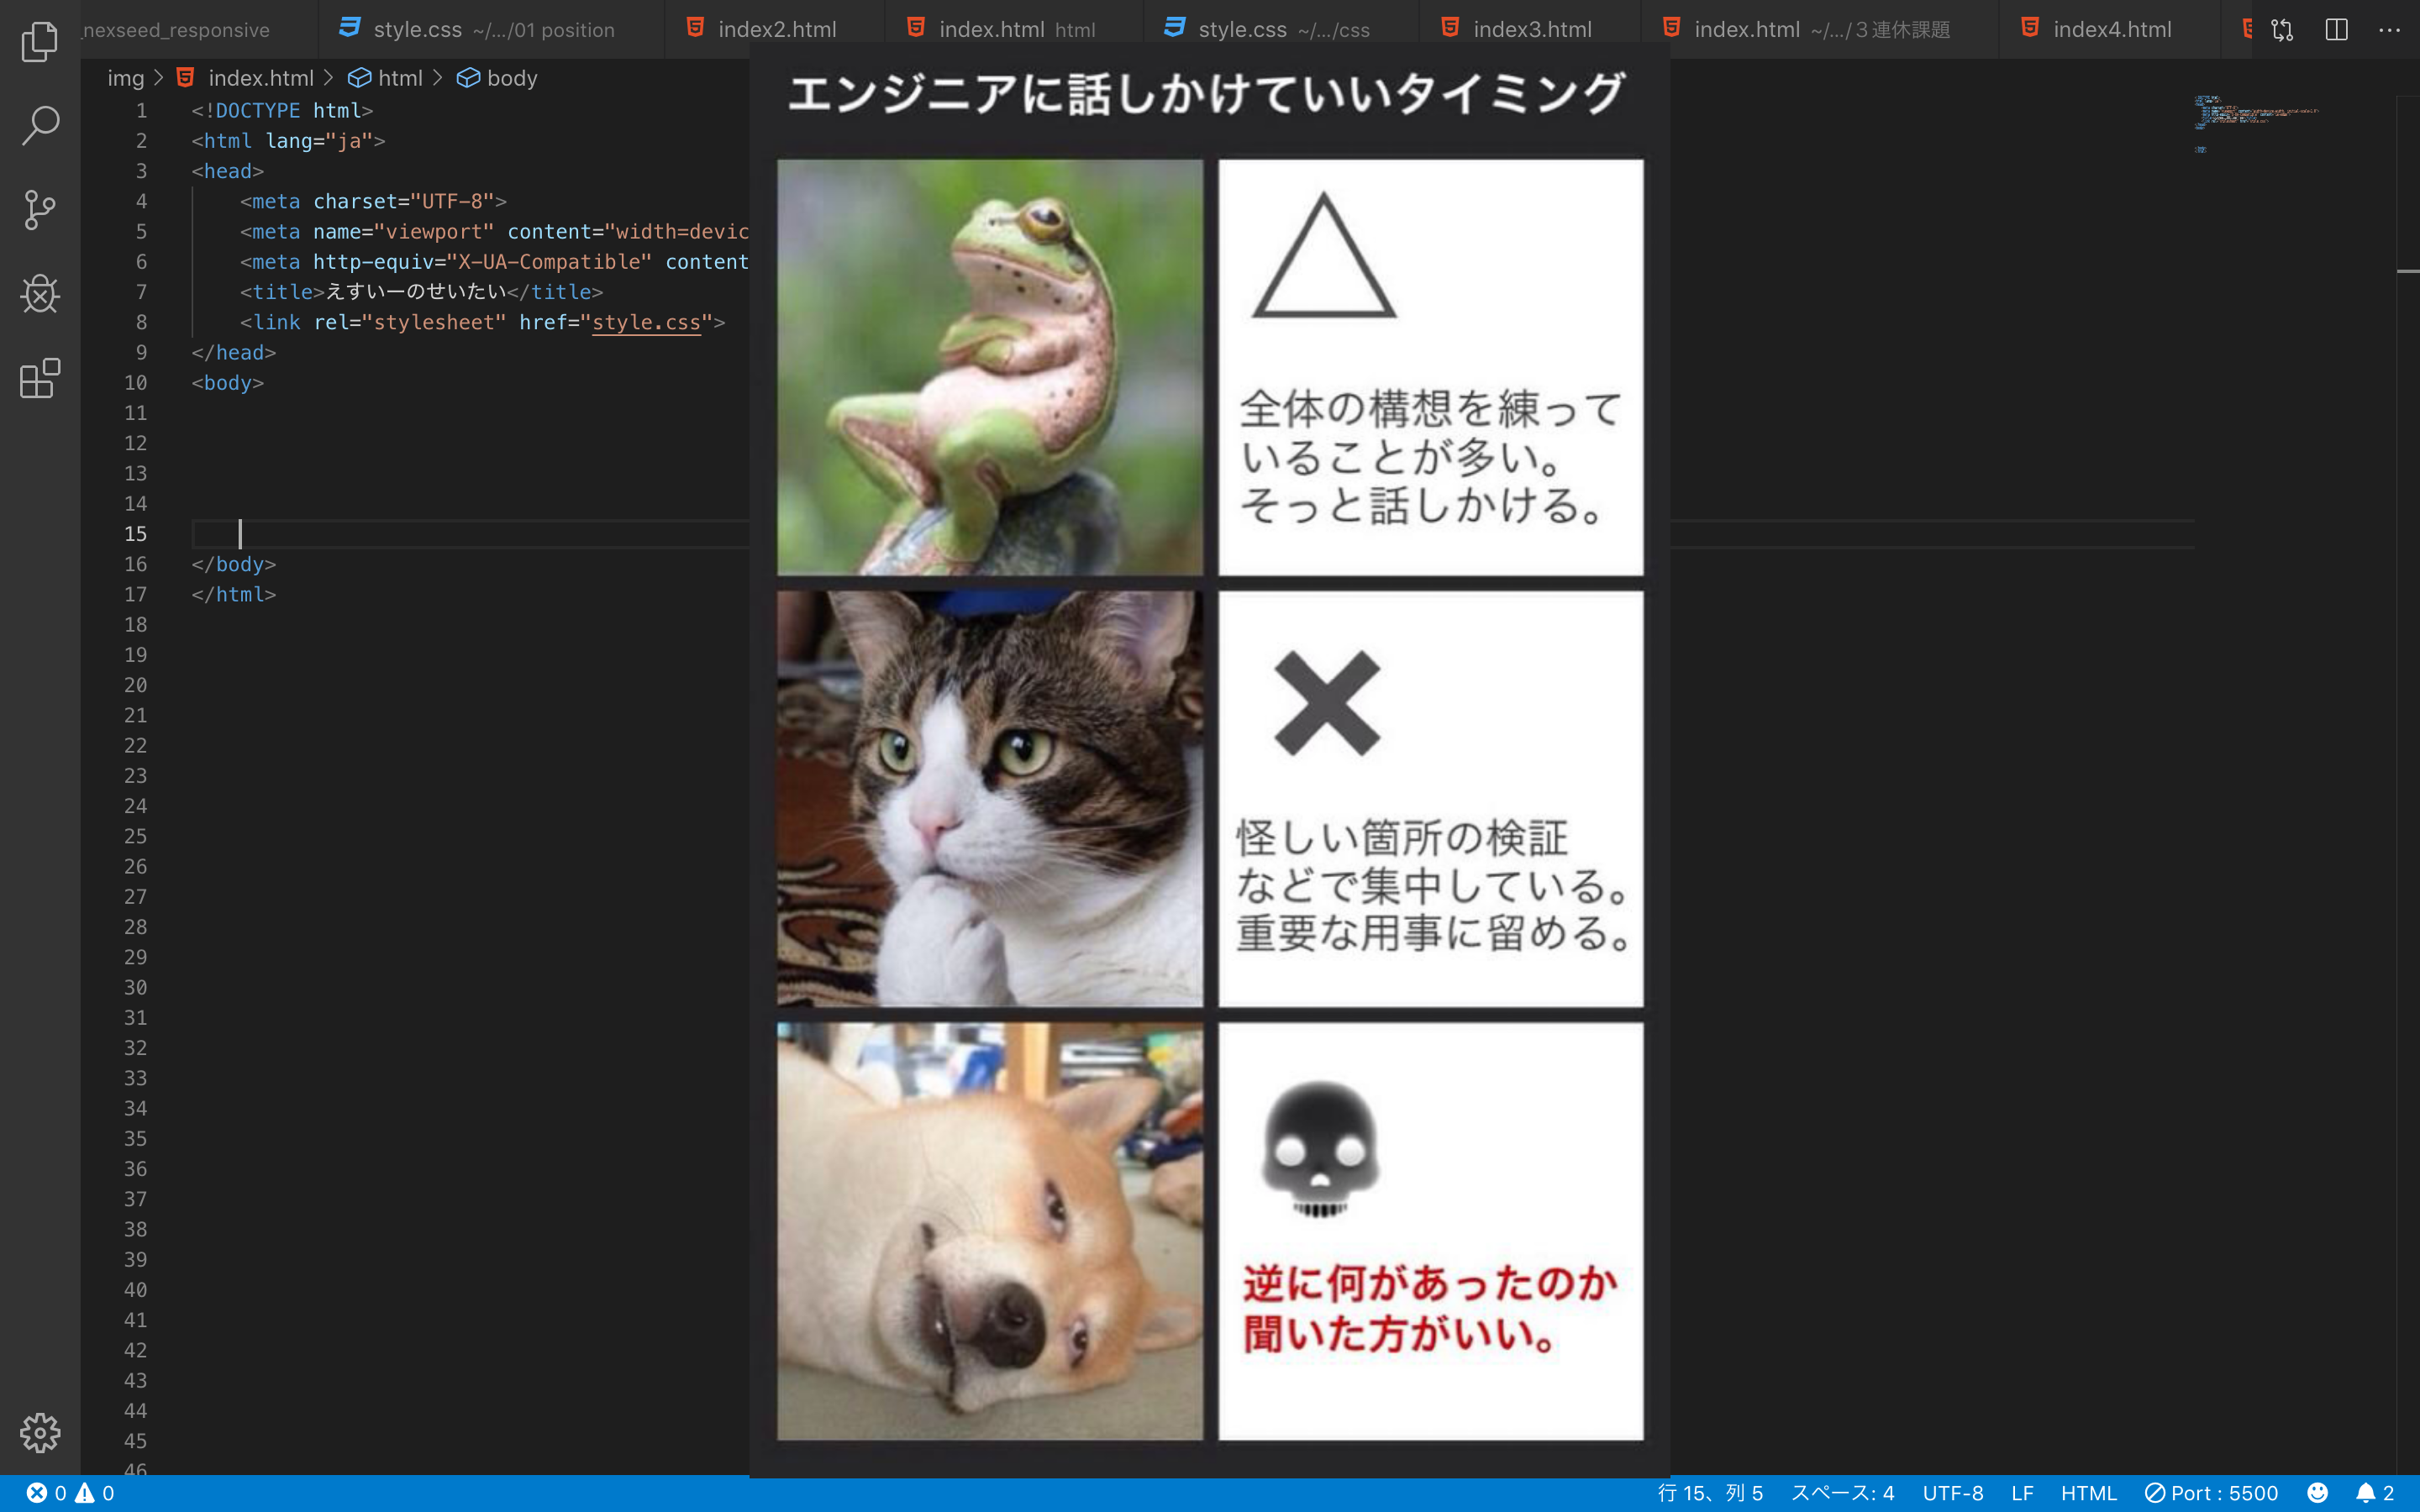 _nexseed_responsive
style.css ~/.../01 position
index2.html
index.html html
style.css ~/.../css
index3.html
index.html ~/.../３連休課題
index4.html
img > index.html > html > body
1 <!DOCTYPE html>
2 <html lang="ja">
3 <head>
4 <meta charset="UTF-8">
5 <meta name="viewport" content="width=devic
6 <meta http-equiv="X-UA-Compatible" content
7 <title>えすいーのせいたい</title>
8 <link rel="stylesheet" href="style.css">
9 </head>
10 <body>
11
12
13
14
15
16 </body>
17 </html>
18
19
20
21
22
23
24
25
26
27
28
29
30
31
32
33
34
35
36
37
38
39
40
41
42
43
44
45
46
エンジニアに話しかけていいタイミング
全体の構想を練って
いることが多い。
そっと話しかける。
怪しい箇所の検証
などで集中している。
重要な用事に留める。
逆に何があったのか
聞いた方がいい。
0 0
行 15、列 5 スペース: 4 UTF-8 LF HTML Port : 5500 2